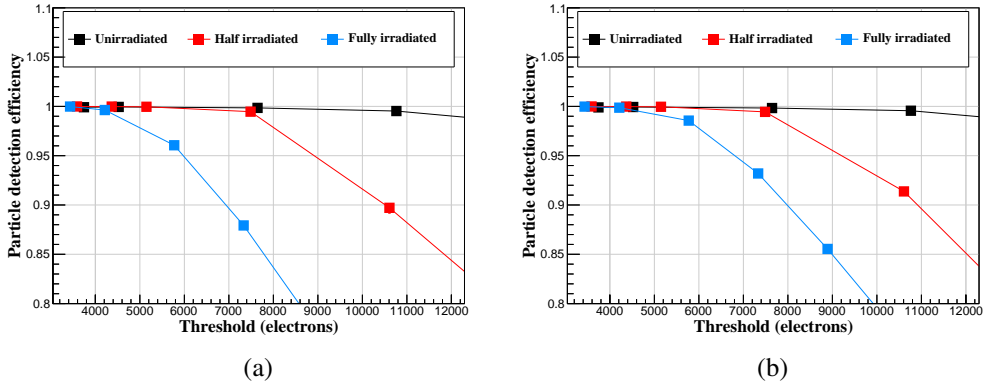 1.1
1.05
1
0.95
0.9
0.85
0.8
Particle detection efficiency
Unirradiated Half irradiated Fully irradiated
4000 5000 6000 7000 8000 9000 10000 11000 12000
Threshold (electrons)
(a)
1.1
1.05
1
0.95
0.9
0.85
0.8
Particle detection efficiency
Unirradiated Half irradiated Fully irradiated
4000 5000 6000 7000 8000 9000 10000 11000 12000
Threshold (electrons)
(b)